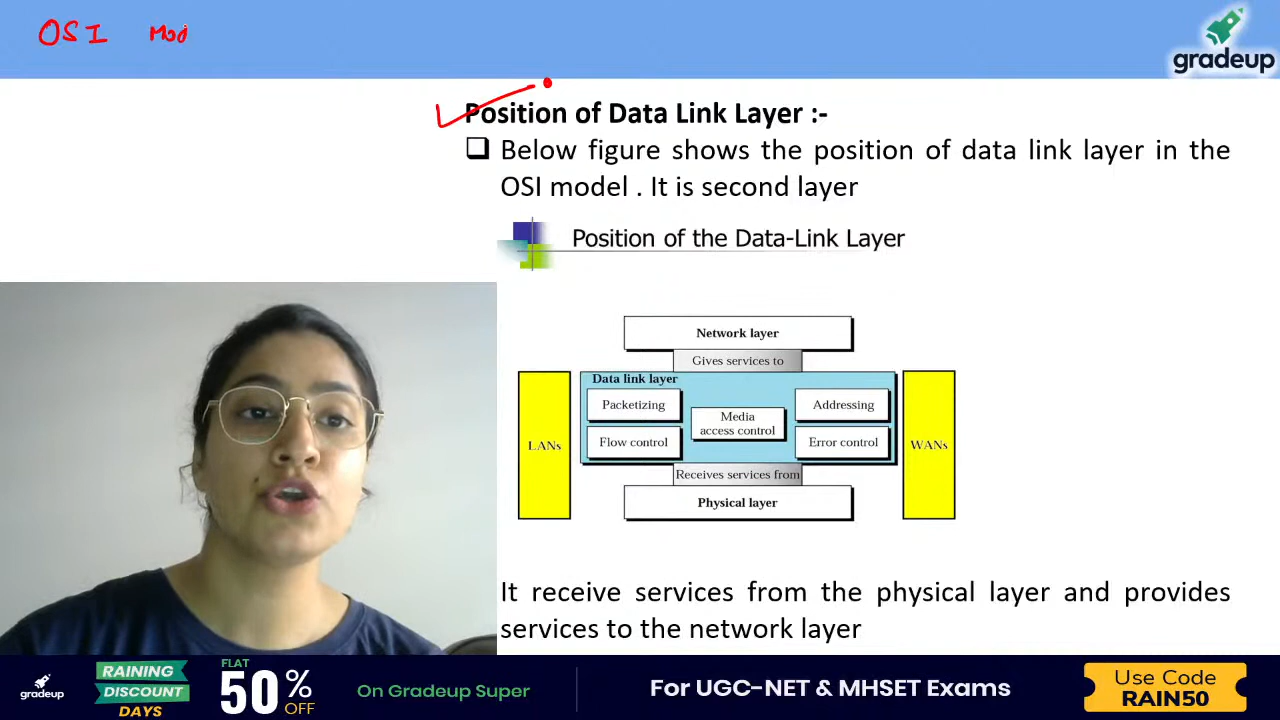 OSI Mod
gradeup
Position of Data Link Layer :-
❑ Below figure shows the position of data link layer in the
OSI model . It is second layer
Position of the Data-Link Layer
Network layer
Gives services to
Data link layer
Packetizing
Addressing
Media
access control
Flow control
Error control
LANs
WANs
Receives services from
Physical layer
It receive services from the physical layer and provides
services to the network layer
gradeup
RAINING
DISCOUNT
DAYS
FLAT
50%
OFF
On Gradeup Super
For UGC-NET & MHSET Exams
Use Code
RAIN50